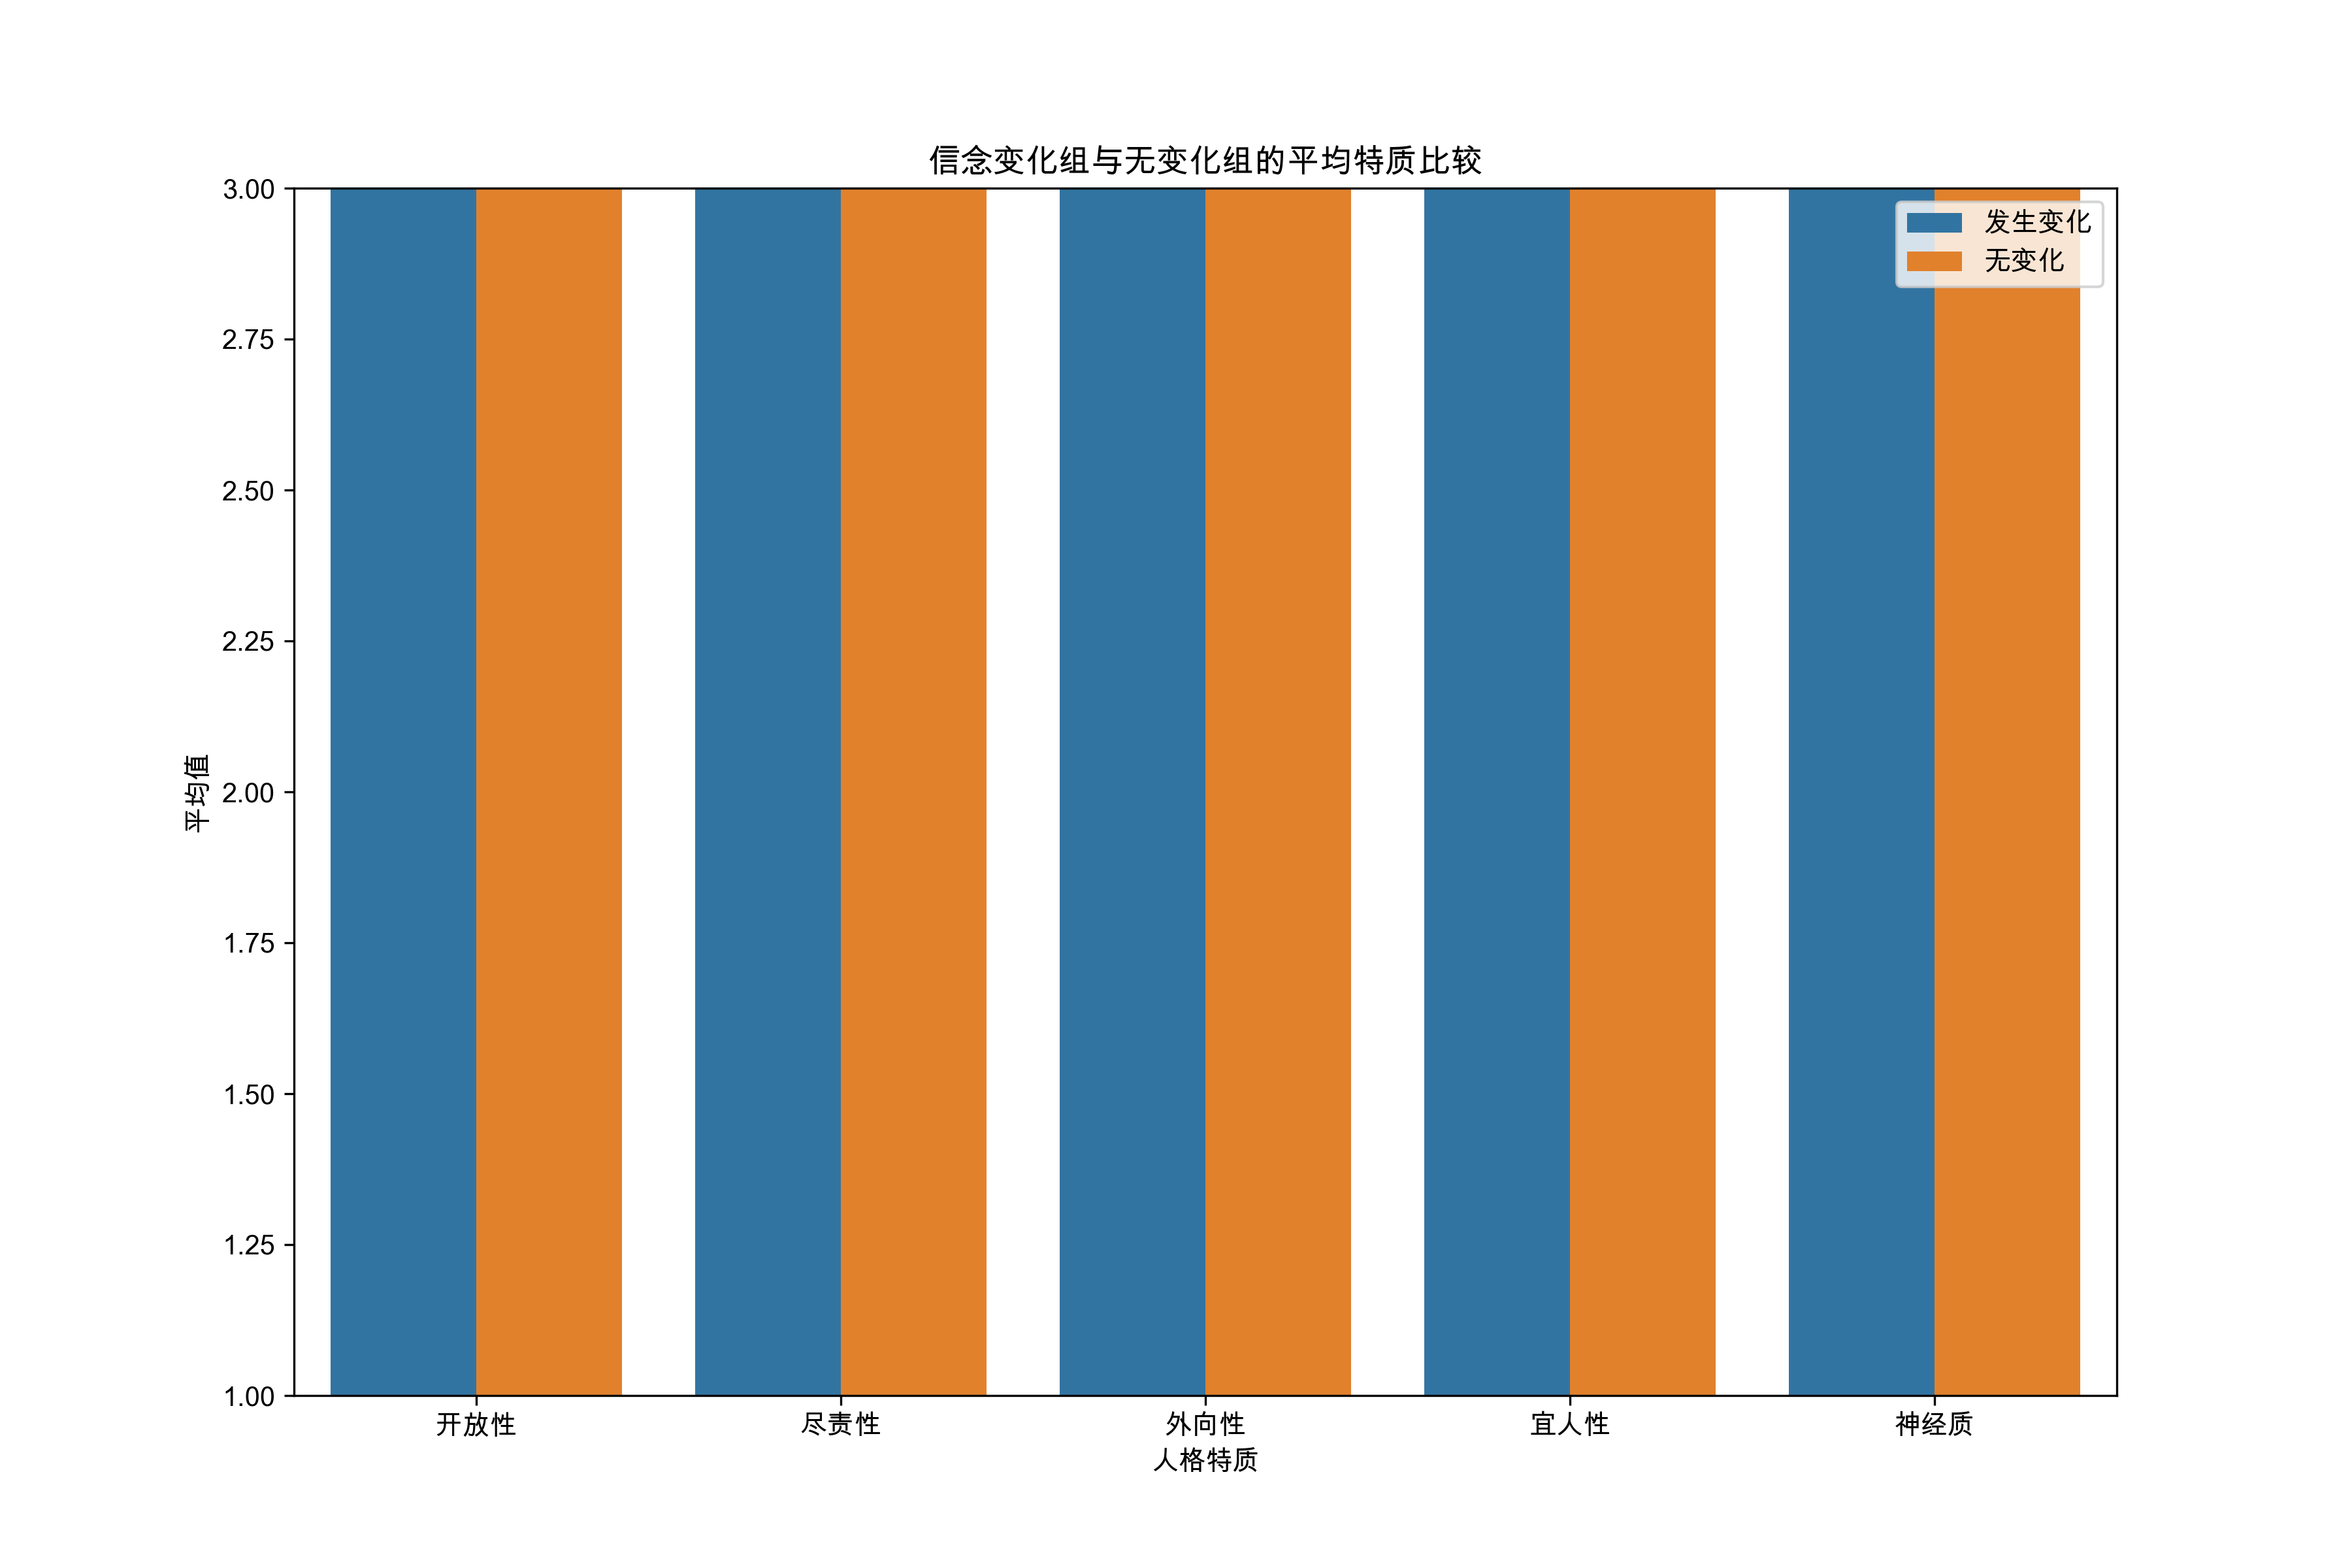 信念变化组与无变化组的平均特质比较
发生变化
无变化
3.00
2.75
2.50
2.25
2.00
1.75
1.50
1.25
1.00
平均值
开放性 尽责性 外向性 宜人性 神经质
人格特质